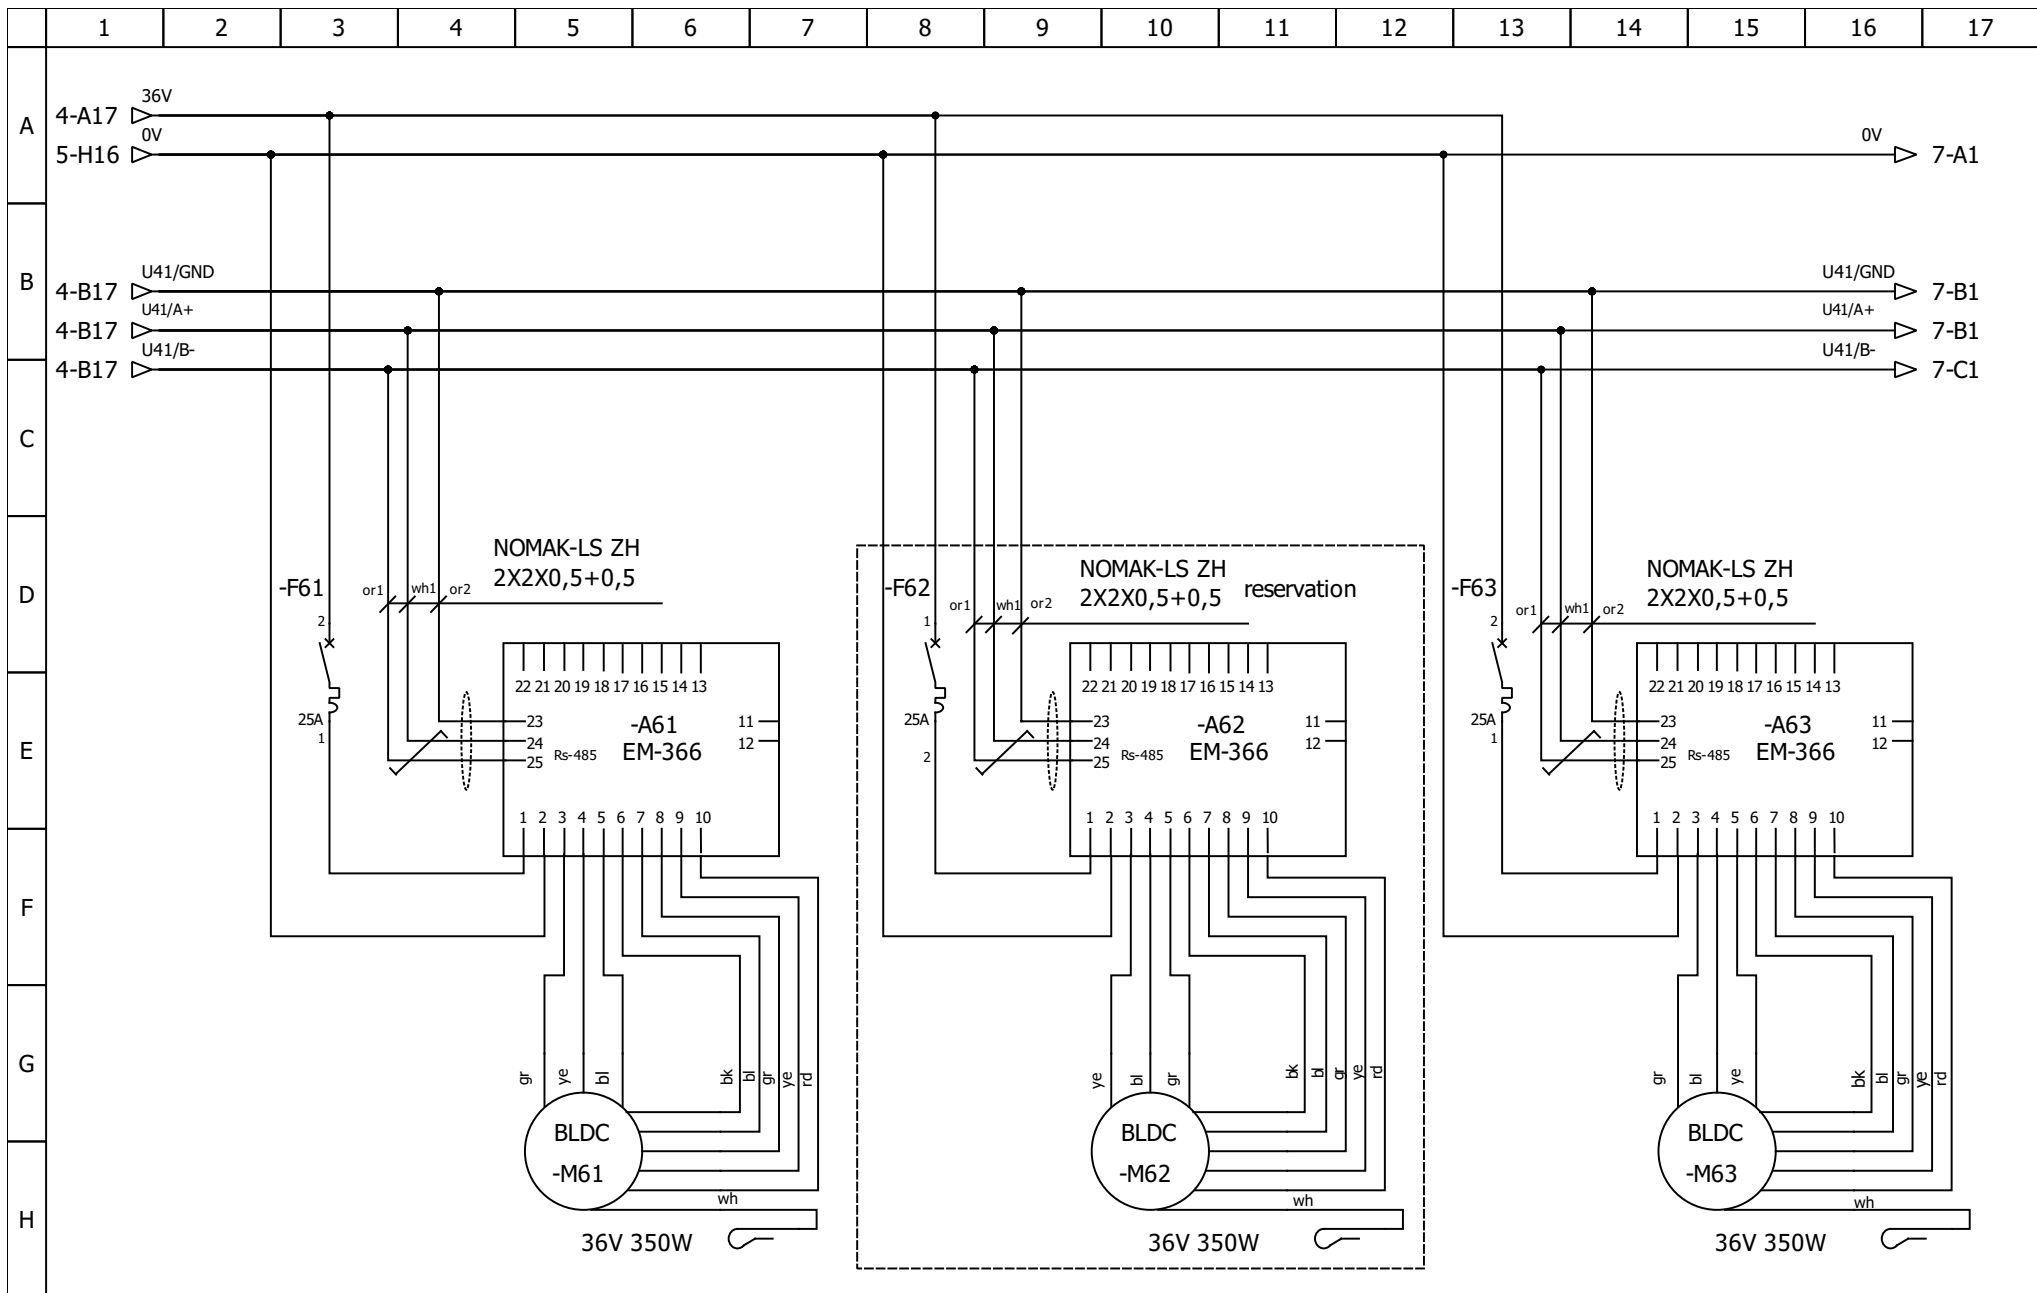 1 2 3 4 5 6 7 8 9 10 11 12 13 14 15 16 17
A
36V
4-A17
0V 0V
5-H16 7-A1
B
U41/GND U41/GND
4-B17 7-B1
U41/A+ U41/A+
4-B17 7-B1
U41/B- U41/B-
4-B17 7-C1
C
D
NOMAK-LS ZH
2X2X0,5+0,5
-F61
or1 wh1 or2
2
22 21 20 19 18 17 16 15 14 13
25A
1
23 -A61 11
24 Rs-485 EM-366 12
25
1 2 3 4 5 6 7 8 9 10
gr ye bl bk bl gr ye rd
BLDC
-M61
wh
36V 350W
NOMAK-LS ZH
2X2X0,5+0,5 reservation
-F62
or1 wh1 or2
1
22 21 20 19 18 17 16 15 14 13
25A
2
23 -A62 11
24 Rs-485 EM-366 12
25
1 2 3 4 5 6 7 8 9 10
ye bl gr bk bl gr ye rd
BLDC
-M62
wh
36V 350W
NOMAK-LS ZH
2X2X0,5+0,5
-F63
or1 wh1 or2
2
22 21 20 19 18 17 16 15 14 13
25A
1
23 -A63 11
24 Rs-485 EM-366 12
25
1 2 3 4 5 6 7 8 9 10
gr bl ye bk bl gr ye rd
BLDC
-M63
wh
36V 350W
E
F
G
H